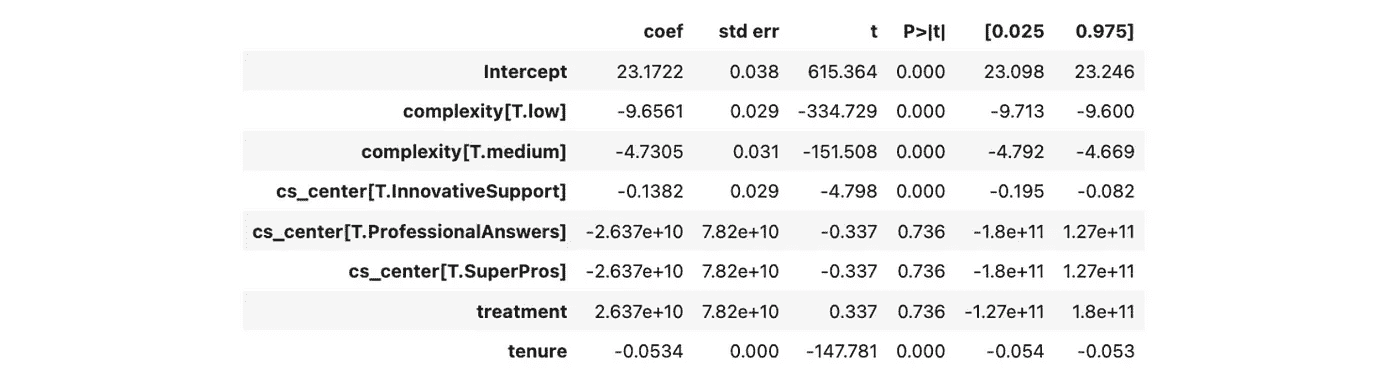 coef std err t P>|t| [0.025 0.975]
Intercept 23.1722 0.038 615.364 0.000 23.098 23.246
complexity[T.low] -9.6561 0.029 -334.729 0.000 -9.713 -9.600
complexity[T.medium] -4.7305 0.031 -151.508 0.000 -4.792 -4.669
cs_center[T.InnovativeSupport] -0.1382 0.029 -4.798 0.000 -0.195 -0.082
cs_center[T.ProfessionalAnswers] -2.637e+10 7.82e+10 -0.337 0.736 -1.8e+11 1.27e+11
cs_center[T.SuperPros] -2.637e+10 7.82e+10 -0.337 0.736 -1.8e+11 1.27e+11
treatment 2.637e+10 7.82e+10 0.337 0.736 -1.27e+11 1.8e+11
tenure -0.0534 0.000 -147.781 0.000 -0.054 -0.053